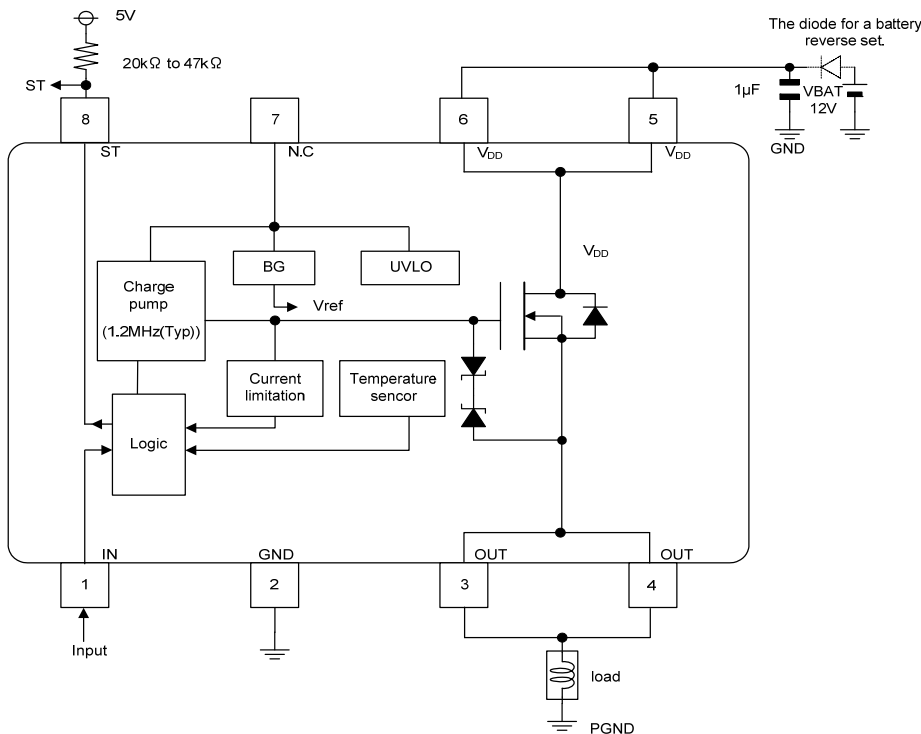 5V
The diode for a battery
reverse set.
20kΩ to 47kΩ
ST
1μF
VBAT
12V
GND
8
7
6
5
ST
N.C
VDD
VDD
VDD
BG
UVLO
Vref
Charge
pump
(1.2MHz(Typ))
Current
limitation
Temperature
sencor
Logic
IN
GND
OUT
OUT
1
2
3
4
Input
load
PGND